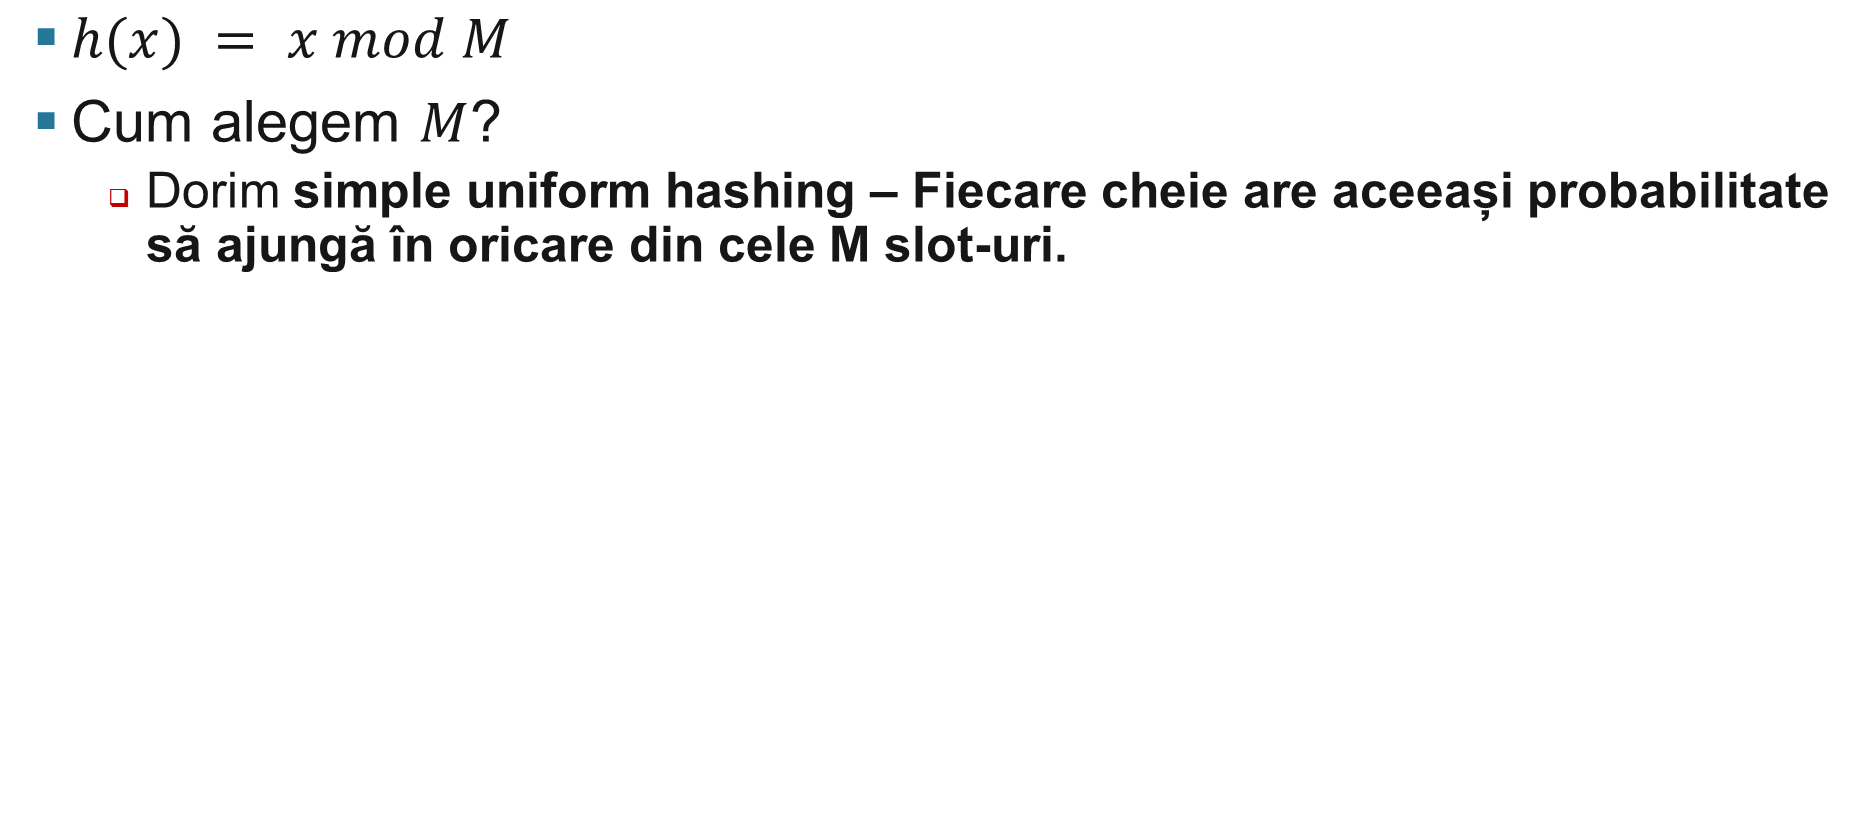 ▪ h(x) = x mod M
▪ Cum alegem M?
❑ Dorim simple uniform hashing – Fiecare cheie are aceeași probabilitate
să ajungă în oricare din cele M slot-uri.